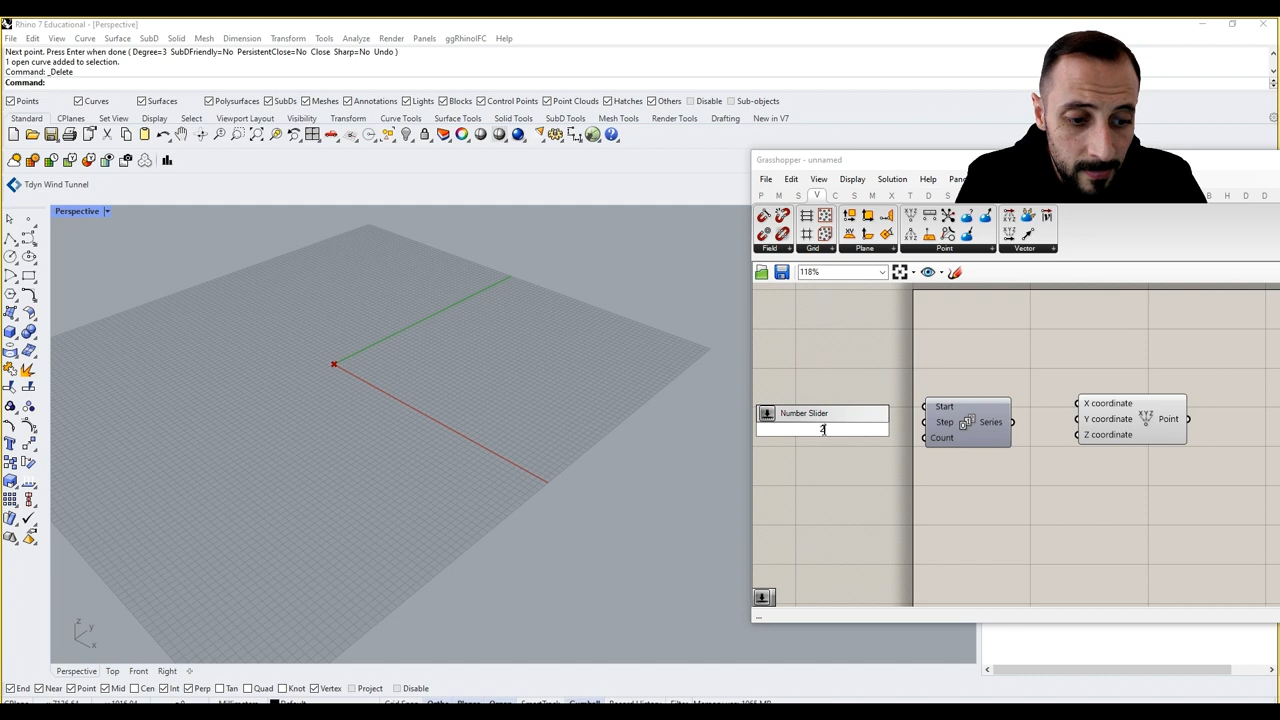 Rhino 7 Educational - [Perspective]
File Edit View Curve Surface SubD Solid Mesh Dimension Transform Tools Analyze Render Panels ggRhinoIFC Help
Next point. Press Enter when done ( Degree=3 SubDFriendly=No PersistentClose=No Close Sharp=No Undo )
1 open curve added to selection.
Command: _Delete
Command:
Points Curves Surfaces Polysurfaces SubDs Meshes Annotations Lights Blocks Control Points Point Clouds Hatches Others Disable Sub-objects
Standard CPlanes Set View Display Select Viewport Layout Visibility Transform Curve Tools Surface Tools Solid Tools SubD Tools Mesh Tools Render Tools Drafting New in V7
Tdyn Wind Tunnel
Perspective
Grasshopper - unnamed
File Edit View Display Solution Help
P M S V C S M X D
Field Grid Plane Point Vector
118%
Number Slider
2
Start
Step Series
Count
X coordinate
Y coordinate Point
Z coordinate
XYZ
...
z y
x
Perspective Top Front Right
End Near Point Mid Cen Int Perp Tan Quad Knot Vertex Project Disable